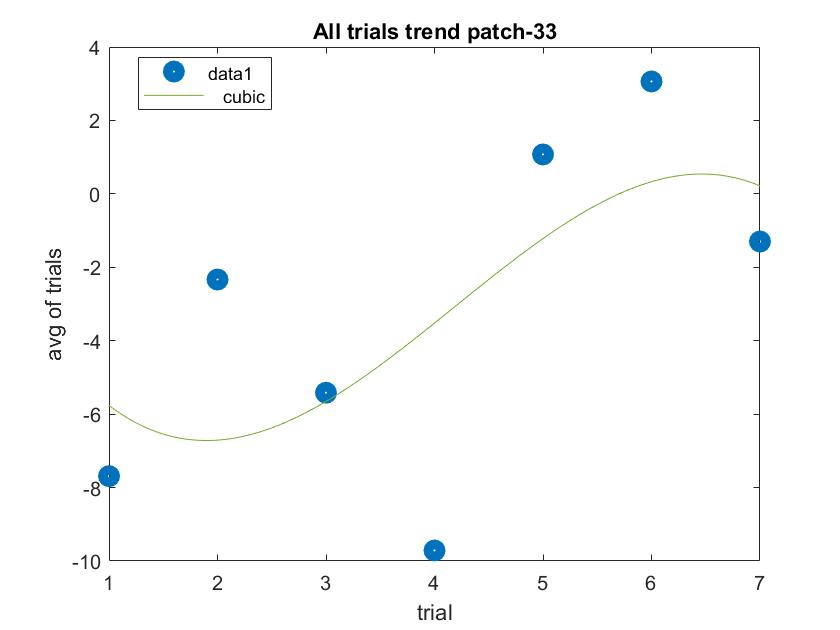 All trials trend patch-33
data1
cubic
4
2
0
-2
-4
-6
-8
-10
avg of trials
1 2 3 4 5 6 7
trial